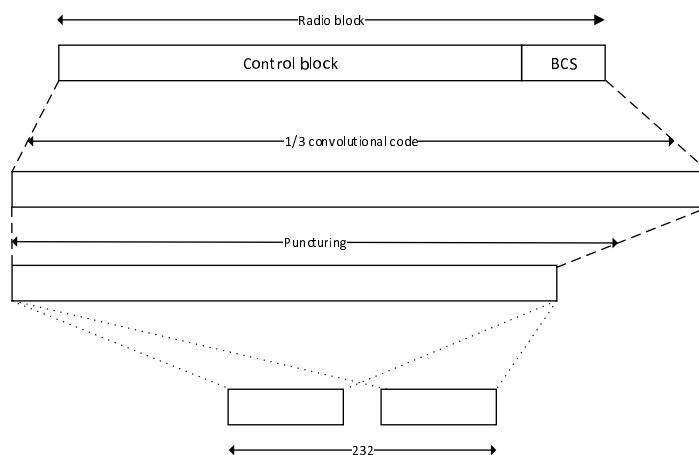 Radio block
Control block
BCS
1/3 convolutional code
Puncturing
232